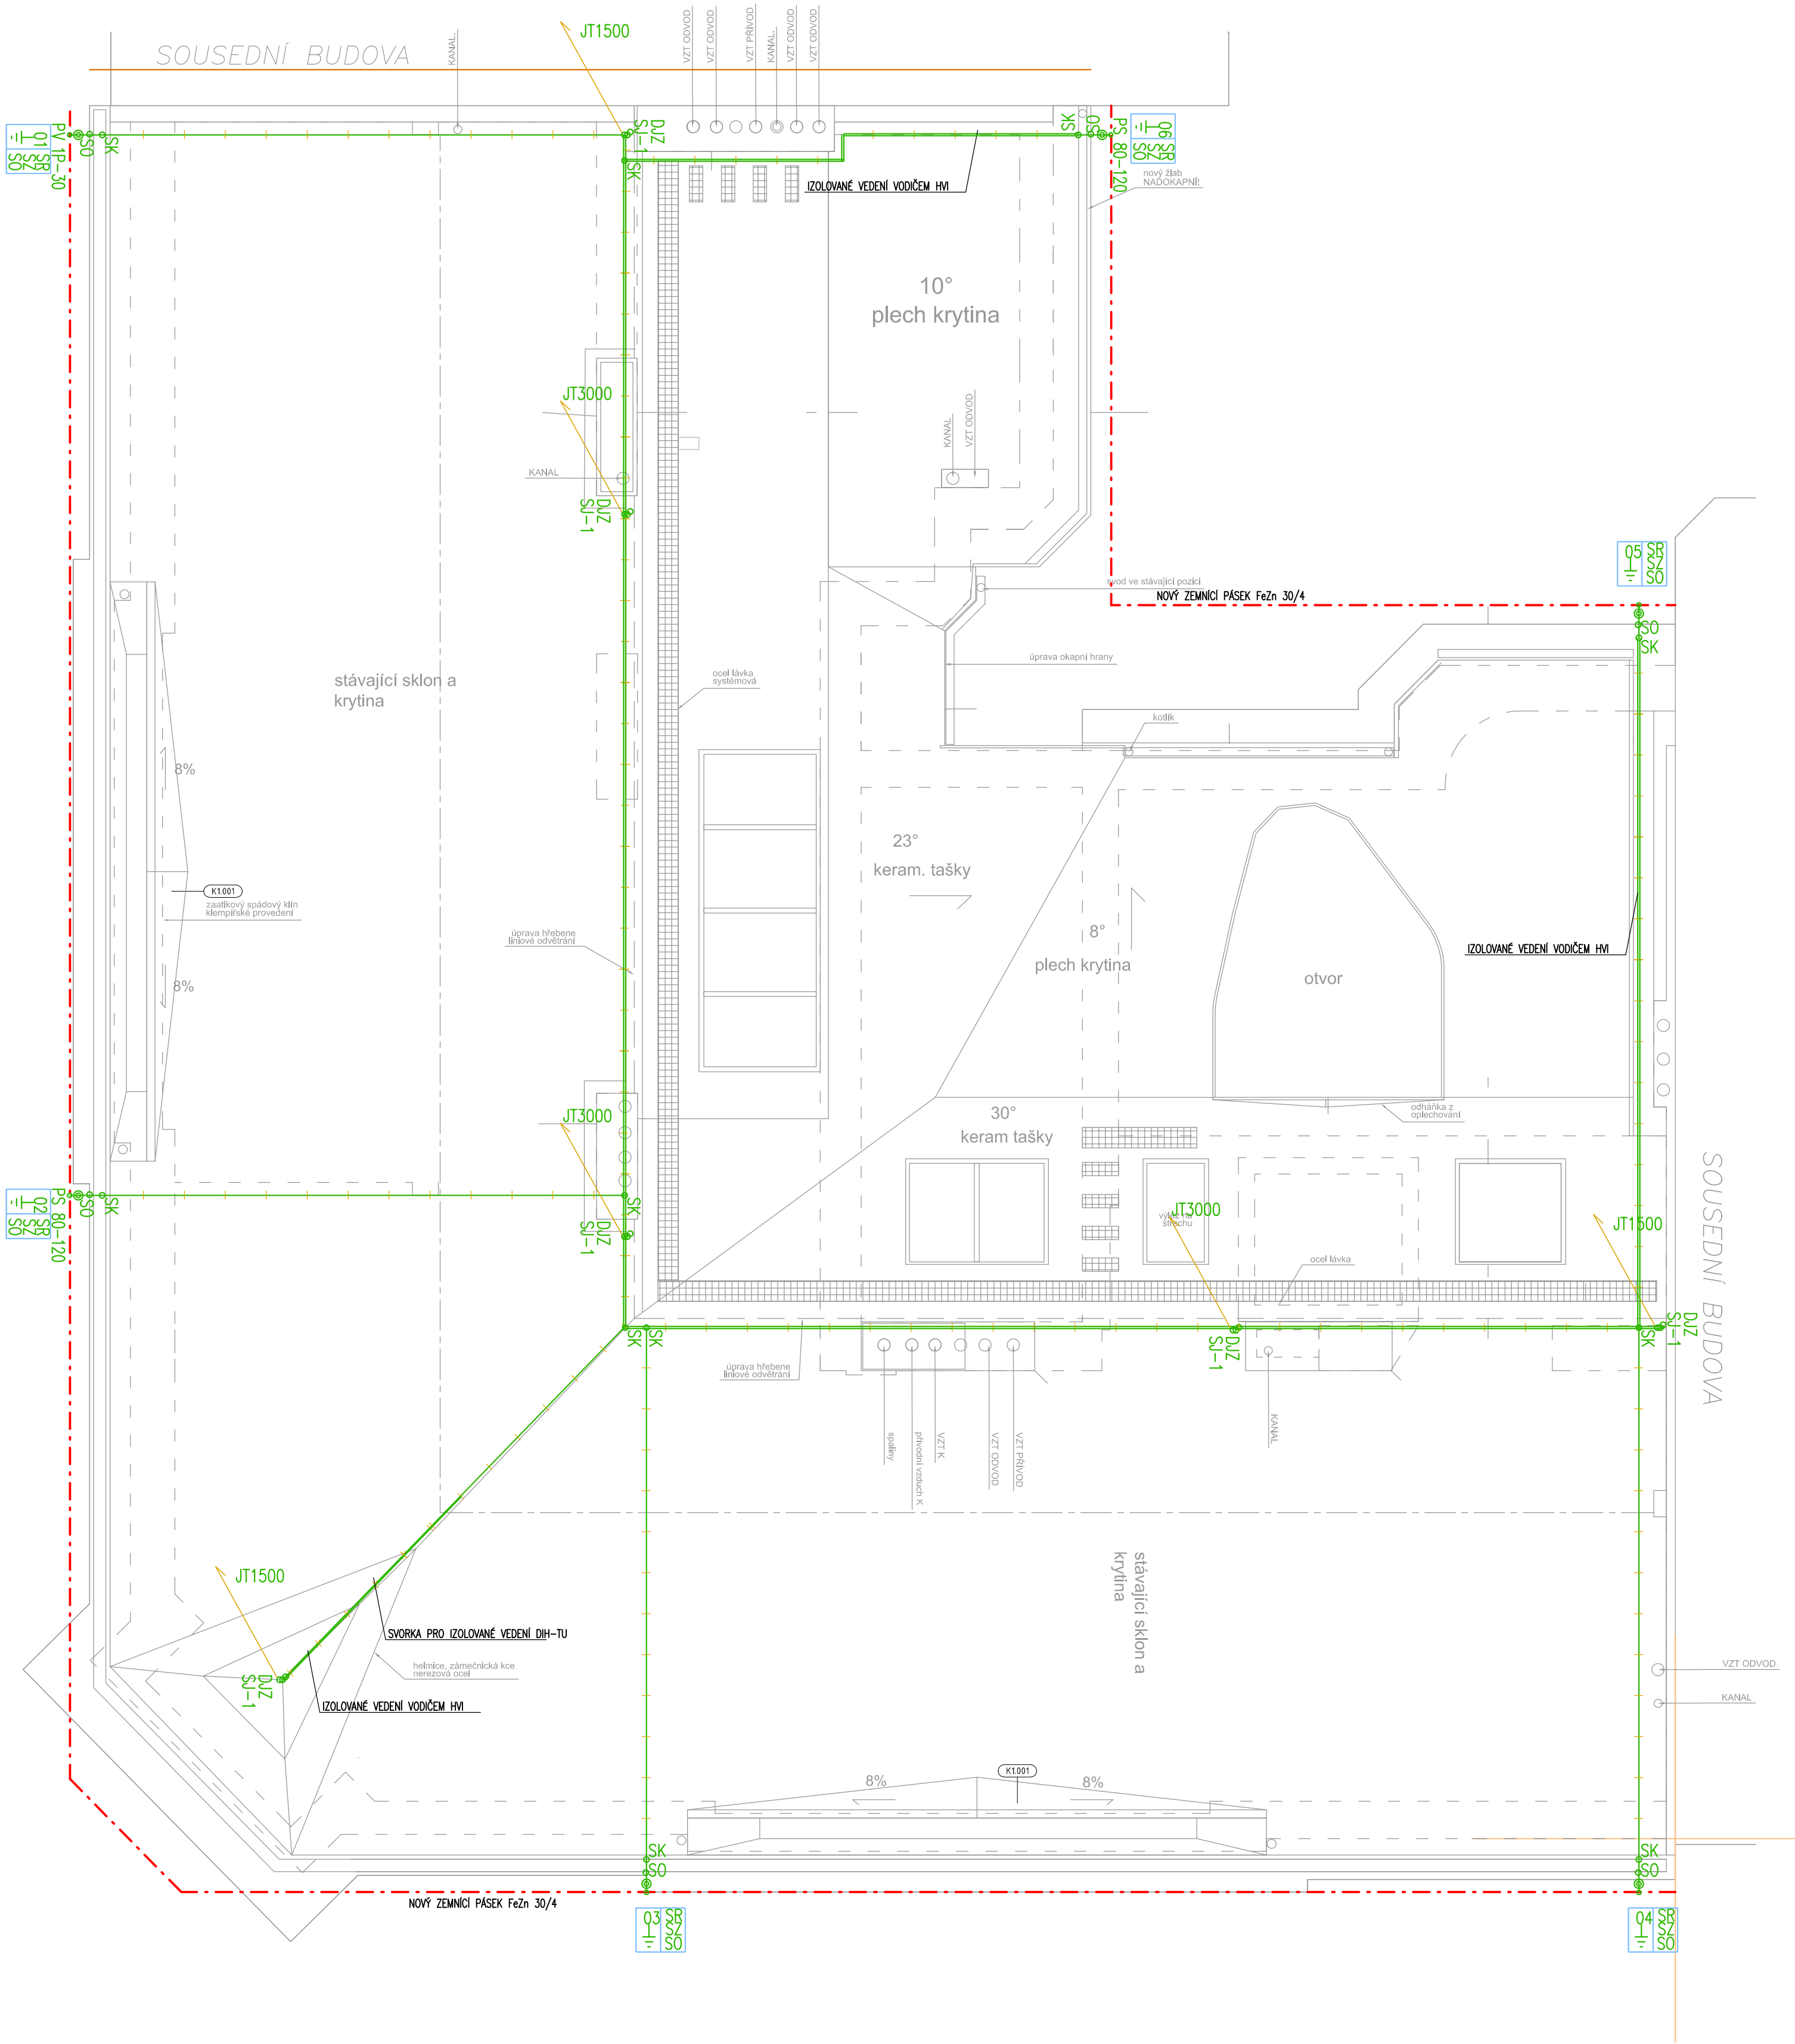 SOUSEDNÍ BUDOVA
KANAL.
JT1500
VZT ODVOD
VZT ODVOD
VZT PŘÍVOD
KANAL.
VZT ODVOD
VZT ODVOD
PV 1P-30
01
SR
SZ
SO
SO
SK
DJZ
SJ-1
SK
SK
SO
PS 80-120
06
SR
SZ
SO
nový žlab
NADOKAPNÍ!
IZOLOVANÉ VEDENÍ VODIČEM HVI
10°
plech krytina
JT3000
KANAL
VZT ODVOD
KANAL
DJZ
SJ-1
05
SR
SZ
SO
svod ve stávající pozici
NOVÝ ZEMNÍCÍ PÁSEK FeZn 30/4
SO
SK
úprava okapní hrany
stávající sklon a
krytina
ocel lávka
systémová
kotlík
8%
23°
keram. tašky
K1.001
zaatikový spádový klín
klempířské provedení
úprava hřebene
liniové odvětrání
8°
plech krytina
IZOLOVANÉ VEDENÍ VODIČEM HVI
otvor
8%
JT3000
30°
keram tašky
odháňka z
oplechování
SOUSEDNÍ BUDOVA
PS 80-120
02
SR
SZ
SO
SO
SK
SK
DJZ
SJ-1
JT3000
střechu
JT1500
ocel lávka
SK
SK
DJZ
SJ-1
SK
DJZ
SJ-1
úprava hřebene
liniové odvětrání
spaliny
přívodní vzduch K
VZT K
VZT ODVOD
VZT PŘÍVOD
KANAL
JT1500
stávající sklon a
krytina
SVORKA PRO IZOLOVANÉ VEDENÍ DIH-TU
helmice, zámečnická kce
nerezová ocel
DJZ
SJ-1
IZOLOVANÉ VEDENÍ VODIČEM HVI
VZT ODVOD
KANAL
K1.001
8%
8%
SK
SO
SK
SO
NOVÝ ZEMNÍCÍ PÁSEK FeZn 30/4
03
SR
SZ
SO
04
SR
SZ
SO